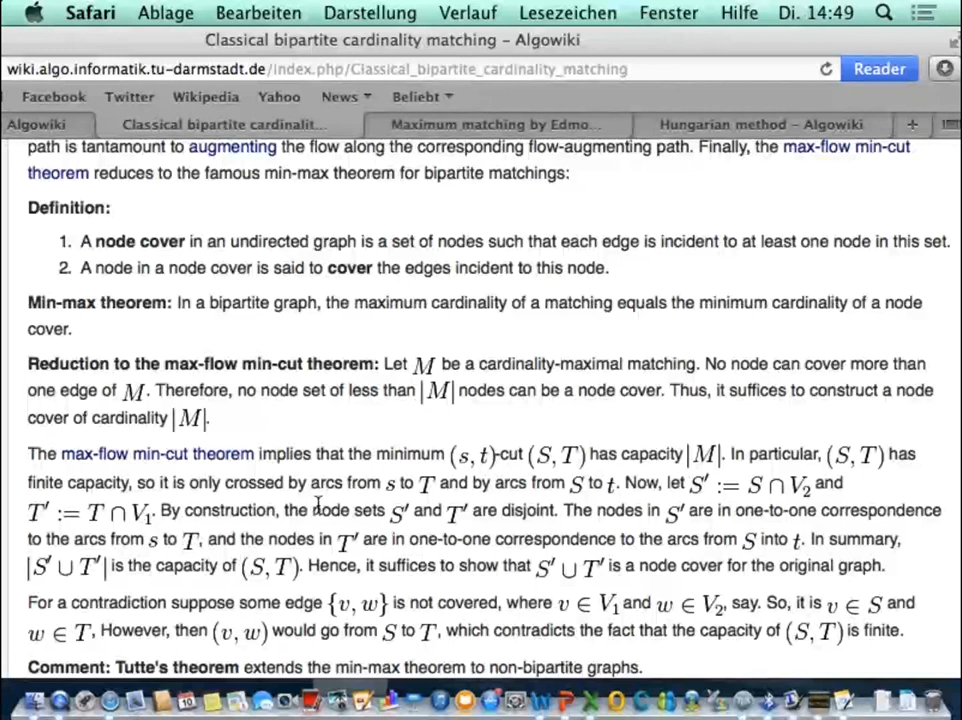 Safari Ablage Bearbeiten Darstellung Verlauf Lesezeichen Fenster Hilfe Di. 14:49
Classical bipartite cardinality matching – Algowiki
wiki.algo.informatik.tu-darmstadt.de/index.php/Classical_bipartite_cardinality_matching Reader
Facebook Twitter Wikipedia Yahoo News Beliebt
Algowiki Classical bipartite cardinalit... Maximum matching by Edmo... Hungarian method – Algowiki +
path is tantamount to augmenting the flow along the corresponding flow-augmenting path. Finally, the max-flow min-cut
theorem reduces to the famous min-max theorem for bipartite matchings:
Definition:
1. A node cover in an undirected graph is a set of nodes such that each edge is incident to at least one node in this set.
2. A node in a node cover is said to cover the edges incident to this node.
Min-max theorem: In a bipartite graph, the maximum cardinality of a matching equals the minimum cardinality of a node
cover.
Reduction to the max-flow min-cut theorem: Let M be a cardinality-maximal matching. No node can cover more than
one edge of M. Therefore, no node set of less than |M| nodes can be a node cover. Thus, it suffices to construct a node
cover of cardinality |M|.
The max-flow min-cut theorem implies that the minimum (s, t)-cut (S, T) has capacity |M|. In particular, (S, T) has
finite capacity, so it is only crossed by arcs from s to T and by arcs from S to t. Now, let S′ := S ∩ V₂ and
T′ := T ∩ V₁. By construction, the node sets S′ and T′ are disjoint. The nodes in S′ are in one-to-one correspondence
to the arcs from s to T, and the nodes in T′ are in one-to-one correspondence to the arcs from S into t. In summary,
|S′ ∪ T′| is the capacity of (S, T). Hence, it suffices to show that S′ ∪ T′ is a node cover for the original graph.
For a contradiction suppose some edge {v, w} is not covered, where v ∈ V₁ and w ∈ V₂, say. So, it is v ∈ S and
w ∈ T, However, then (v, w) would go from S to T, which contradicts the fact that the capacity of (S, T) is finite.
Comment: Tutte's theorem extends the min-max theorem to non-bipartite graphs.